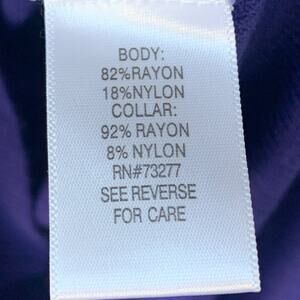 BODY:
82%RAYON
18%NYLON
COLLAR:
92% RAYON
8% NYLON
RN#73277
SEE REVERSE
FOR CARE